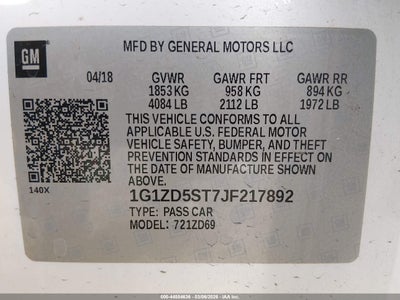 GM
MFD BY GENERAL MOTORS LLC
04/18 GVWR GAWR FRT GAWR RR
1853 KG 958 KG 894 KG
4084 LB 2112 LB 1972 LB
THIS VEHICLE CONFORMS TO ALL
APPLICABLE U.S. FEDERAL MOTOR
VEHICLE SAFETY, BUMPER, AND THEFT
PREVENTION STANDARDS IN EFFECT ON
THE DATE OF MANUFACTURE SHOWN ABOVE
140X
1G1ZD5ST7JF217892
TYPE: PASS CAR
MODEL: 721ZD69